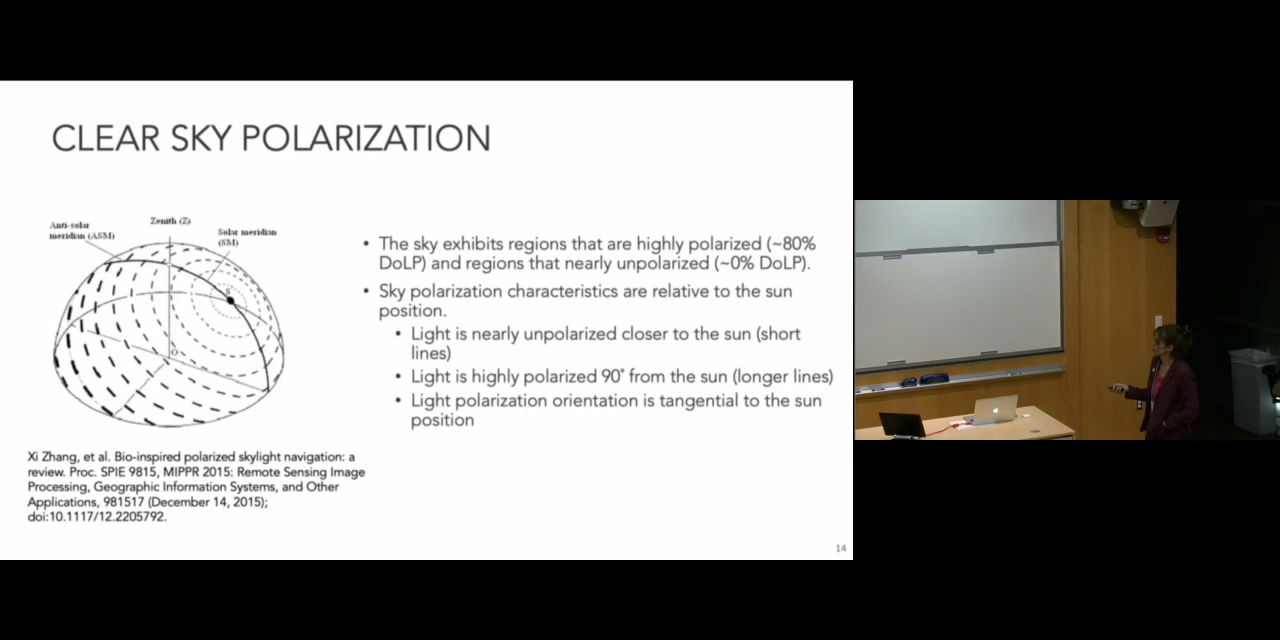 CLEAR SKY POLARIZATION
Anti-solar
meridian (ASM)
Zenith (Z)
Solar meridian
(SM)
S
O
• The sky exhibits regions that are highly polarized (~80%
DoLP) and regions that nearly unpolarized (~0% DoLP).
• Sky polarization characteristics are relative to the sun
position.
• Light is nearly unpolarized closer to the sun (short
lines)
• Light is highly polarized 90° from the sun (longer lines)
• Light polarization orientation is tangential to the sun
position
Xi Zhang, et al. Bio-inspired polarized skylight navigation: a
review. Proc. SPIE 9815, MIPPR 2015: Remote Sensing Image
Processing, Geographic Information Systems, and Other
Applications, 981517 (December 14, 2015);
doi:10.1117/12.2205792.
14